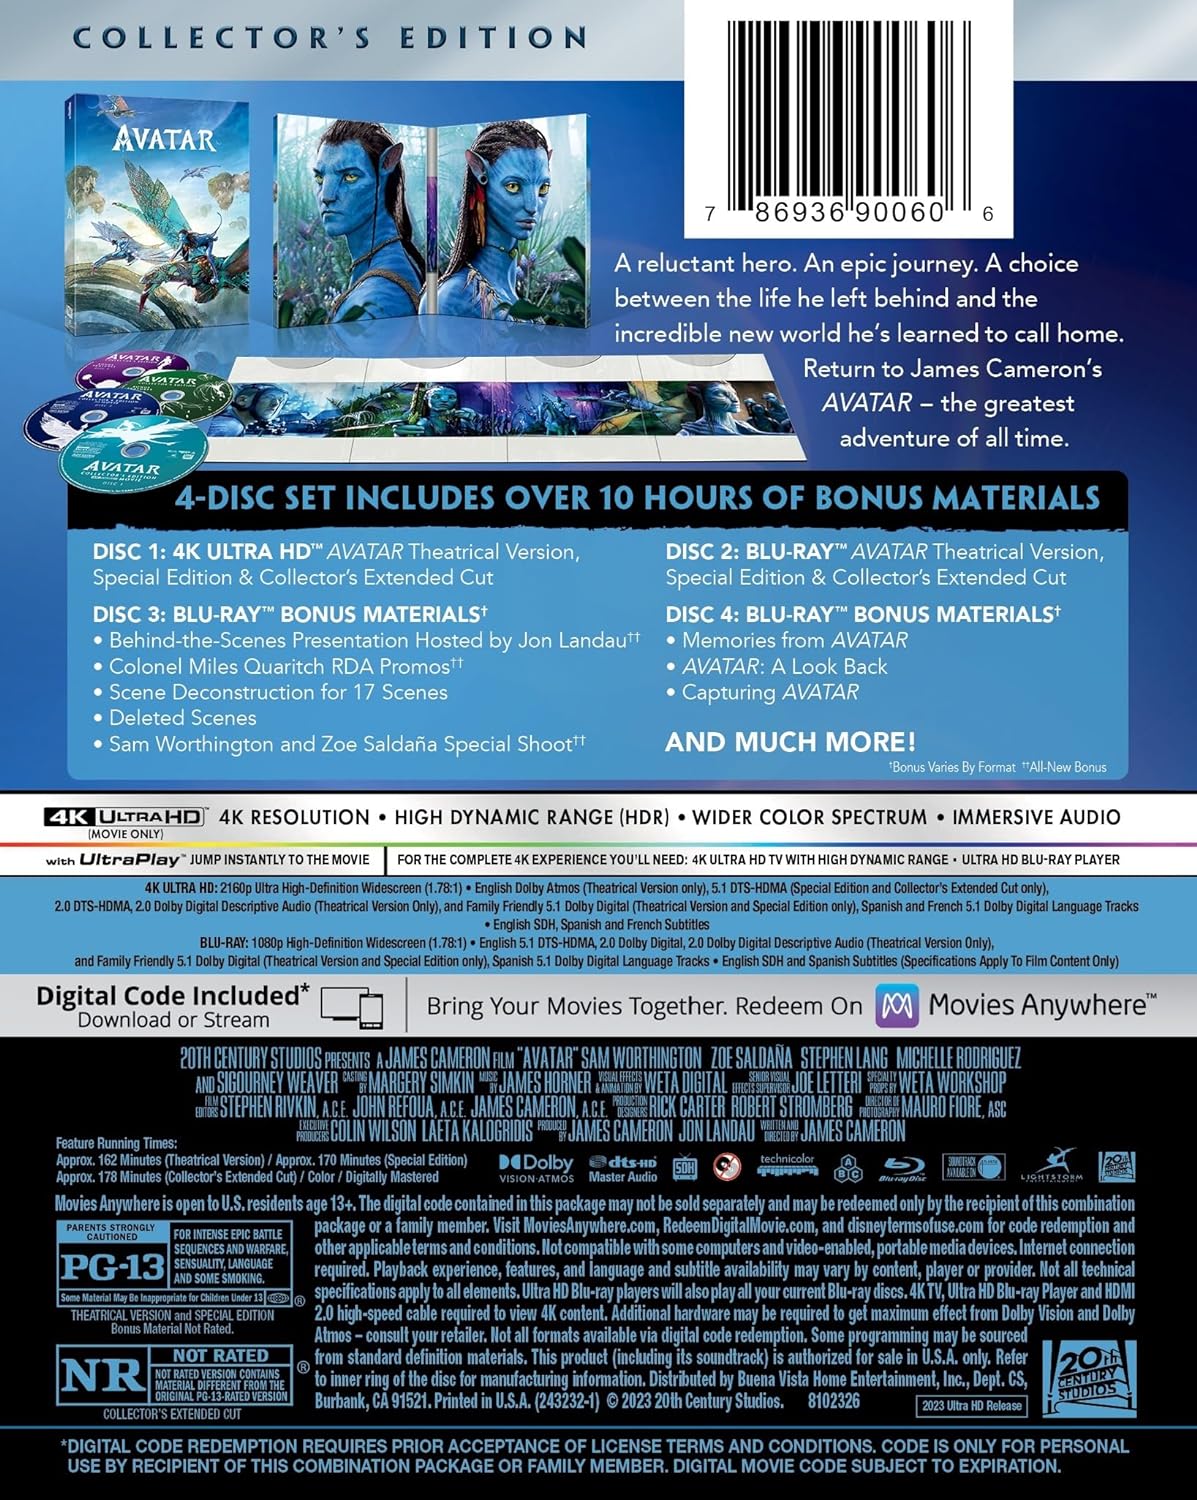 COLLECTOR'S EDITION
7 86936 90060 6
AVATAR
A reluctant hero. An epic journey. A choice
between the life he left behind and the
incredible new world he's learned to call home.
Return to James Cameron's
AVATAR – the greatest
adventure of all time.
AVATAR
AVATAR
AVATAR
AVATAR
COLLECTOR'S EDITION
DISC 1
4-DISC SET INCLUDES OVER 10 HOURS OF BONUS MATERIALS
DISC 1: 4K ULTRA HD™ AVATAR Theatrical Version,
Special Edition & Collector's Extended Cut
DISC 2: BLU-RAY™ AVATAR Theatrical Version,
Special Edition & Collector's Extended Cut
DISC 3: BLU-RAY™ BONUS MATERIALS†
• Behind-the-Scenes Presentation Hosted by Jon Landau††
• Colonel Miles Quaritch RDA Promos††
• Scene Deconstruction for 17 Scenes
• Deleted Scenes
• Sam Worthington and Zoe Saldaña Special Shoot††
DISC 4: BLU-RAY™ BONUS MATERIALS†
• Memories from AVATAR
• AVATAR: A Look Back
• Capturing AVATAR
AND MUCH MORE!
†Bonus Varies By Format ††All-New Bonus
4K ULTRA HD™ 4K RESOLUTION • HIGH DYNAMIC RANGE (HDR) • WIDER COLOR SPECTRUM • IMMERSIVE AUDIO
(MOVIE ONLY)
with UltraPlay™ JUMP INSTANTLY TO THE MOVIE FOR THE COMPLETE 4K EXPERIENCE YOU'LL NEED: 4K ULTRA HD TV WITH HIGH DYNAMIC RANGE • ULTRA HD BLU-RAY PLAYER
4K ULTRA HD: 2160p Ultra High-Definition Widescreen (1.78:1) • English Dolby Atmos (Theatrical Version only), 5.1 DTS-HDMA (Special Edition and Collector's Extended Cut only),
2.0 DTS-HDMA, 2.0 Dolby Digital Descriptive Audio (Theatrical Version Only), and Family Friendly 5.1 Dolby Digital (Theatrical Version and Special Edition only), Spanish and French 5.1 Dolby Digital Language Tracks
• English SDH, Spanish and French Subtitles
BLU-RAY: 1080p High-Definition Widescreen (1.78:1) • English 5.1 DTS-HDMA, 2.0 Dolby Digital, 2.0 Dolby Digital Descriptive Audio (Theatrical Version Only),
and Family Friendly 5.1 Dolby Digital (Theatrical Version and Special Edition only), Spanish 5.1 Dolby Digital Language Tracks • English SDH and Spanish Subtitles (Specifications Apply To Film Content Only)
Digital Code Included*
Download or Stream
Bring Your Movies Together. Redeem On Movies Anywhere™
20TH CENTURY STUDIOS PRESENTS A JAMES CAMERON FILM "AVATAR" SAM WORTHINGTON ZOE SALDAÑA STEPHEN LANG MICHELLE RODRIGUEZ
AND SIGOURNEY WEAVER CASTING BY MARGERY SIMKIN MUSIC BY JAMES HORNER VISUAL EFFECTS & ANIMATION BY WETA DIGITAL SENIOR VISUAL EFFECTS SUPERVISOR JOE LETTERI SPECIALTY PROPS BY WETA WORKSHOP
FILM EDITORS STEPHEN RIVKIN, A.C.E. JOHN REFOUA, A.C.E. JAMES CAMERON, A.C.E. PRODUCTION DESIGNERS RICK CARTER ROBERT STROMBERG DIRECTOR OF PHOTOGRAPHY MAURO FIORE, ASC
EXECUTIVE PRODUCERS COLIN WILSON LAETA KALOGRIDIS PRODUCED BY JAMES CAMERON JON LANDAU WRITTEN AND DIRECTED BY JAMES CAMERON
Feature Running Times:
Approx. 162 Minutes (Theatrical Version) / Approx. 170 Minutes (Special Edition)
Approx. 178 Minutes (Collector's Extended Cut) / Color / Digitally Mastered
Dolby
VISION•ATMOS
dts-HD
Master Audio
SDH
technicolor
Blu-ray Disc
LIGHTSTORM
Movies Anywhere is open to U.S. residents age 13+. The digital code contained in this package may not be sold separately and may be redeemed only by the recipient of this combination
package or a family member. Visit MoviesAnywhere.com, RedeemDigitalMovie.com, and disneytermsofuse.com for code redemption and
other applicable terms and conditions. Not compatible with some computers and video-enabled, portable media devices. Internet connection
required. Playback experience, features, and language and subtitle availability may vary by content, player or provider. Not all technical
specifications apply to all elements. Ultra HD Blu-ray players will also play all your current Blu-ray discs. 4K TV, Ultra HD Blu-ray Player and HDMI
2.0 high-speed cable required to view 4K content. Additional hardware may be required to get maximum effect from Dolby Vision and Dolby
Atmos – consult your retailer. Not all formats available via digital code redemption. Some programming may be sourced
from standard definition materials. This product (including its soundtrack) is authorized for sale in U.S.A. only. Refer
to inner ring of the disc for manufacturing information. Distributed by Buena Vista Home Entertainment, Inc., Dept. CS,
Burbank, CA 91521. Printed in U.S.A. (243232-1) © 2023 20th Century Studios. 8102326
PARENTS STRONGLY CAUTIONED
PG-13
FOR INTENSE EPIC BATTLE
SEQUENCES AND WARFARE,
SENSUALITY, LANGUAGE
AND SOME SMOKING.
Some Material May Be Inappropriate for Children Under 13 ®
THEATRICAL VERSION and SPECIAL EDITION
Bonus Material Not Rated.
NR
NOT RATED ®
NOT RATED VERSION CONTAINS
MATERIAL DIFFERENT FROM THE
ORIGINAL PG-13-RATED VERSION
COLLECTOR'S EXTENDED CUT
2023 Ultra HD Release
20TH
CENTURY
STUDIOS
*DIGITAL CODE REDEMPTION REQUIRES PRIOR ACCEPTANCE OF LICENSE TERMS AND CONDITIONS. CODE IS ONLY FOR PERSONAL
USE BY RECIPIENT OF THIS COMBINATION PACKAGE OR FAMILY MEMBER. DIGITAL MOVIE CODE SUBJECT TO EXPIRATION.